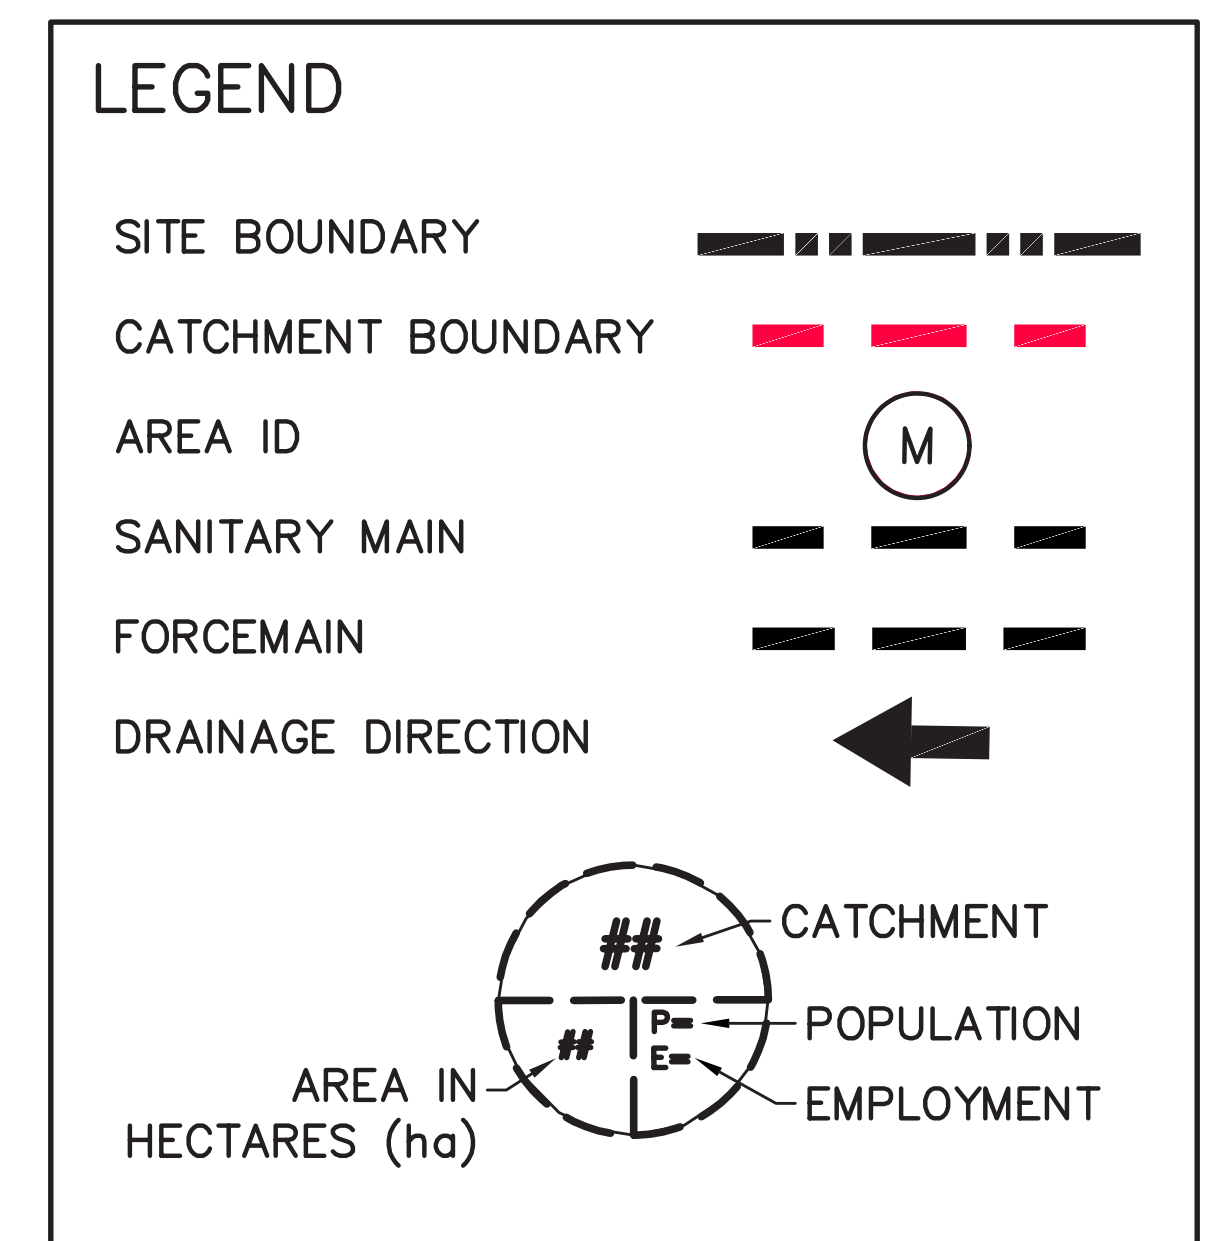 LEGEND
SITE BOUNDARY
CATCHMENT BOUNDARY
AREA ID
M
SANITARY MAIN
FORCEMAIN
DRAINAGE DIRECTION
## CATCHMENT
P= POPULATION
##
E= EMPLOYMENT
AREA IN
HECTARES (ha)